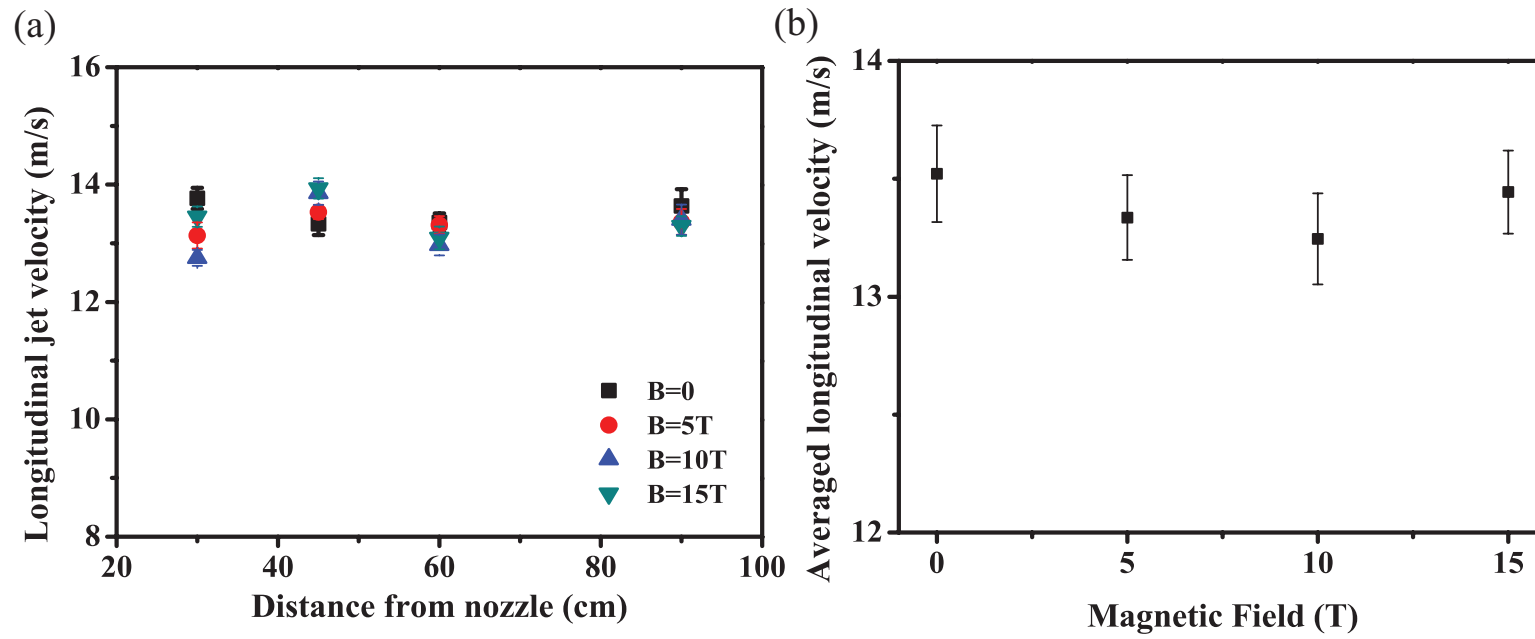 (a)
Longitudinal jet velocity (m/s)
16
14
12
10
8
20
40
60
80
100
Distance from nozzle (cm)
B=0
B=5T
B=10T
B=15T
(b)
Averaged longitudinal velocity (m/s)
14
13
12
0
5
10
15
Magnetic Field (T)